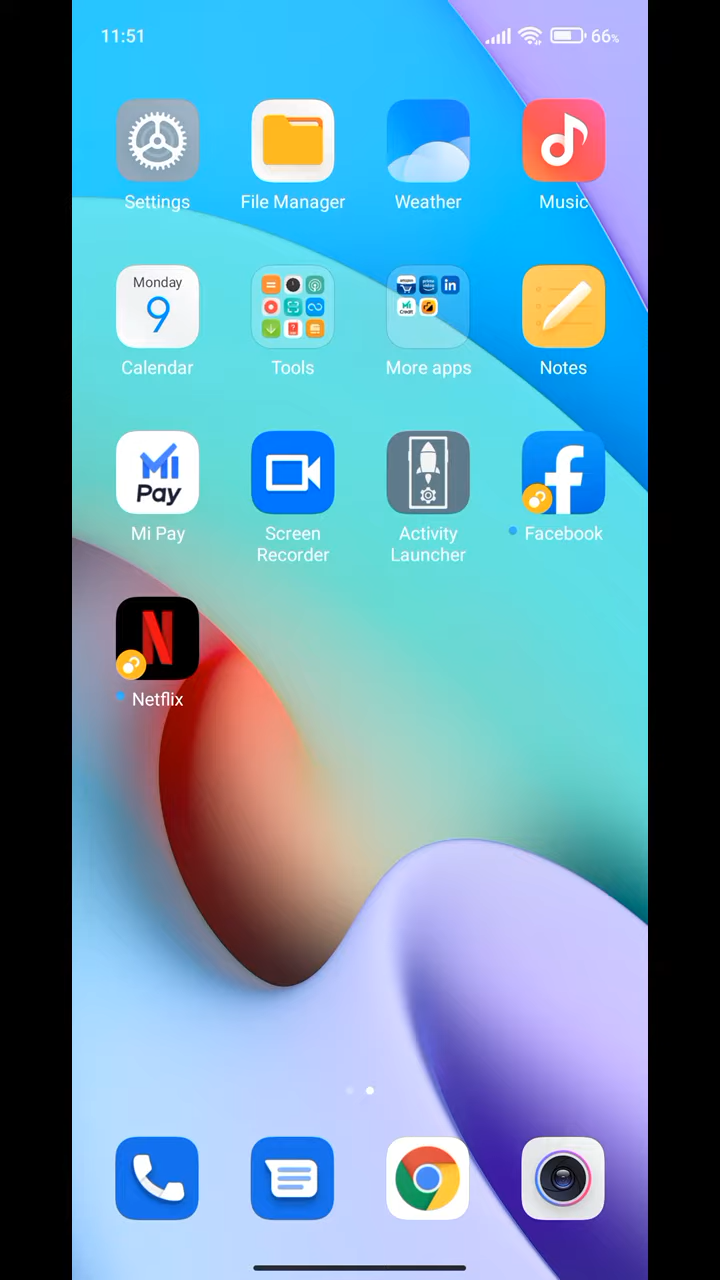 11:51 66%
Settings File Manager Weather Music
Monday
9
Calendar Tools More apps Notes
Mi
Pay
Mi Pay Screen Recorder Activity Launcher Facebook
Netflix